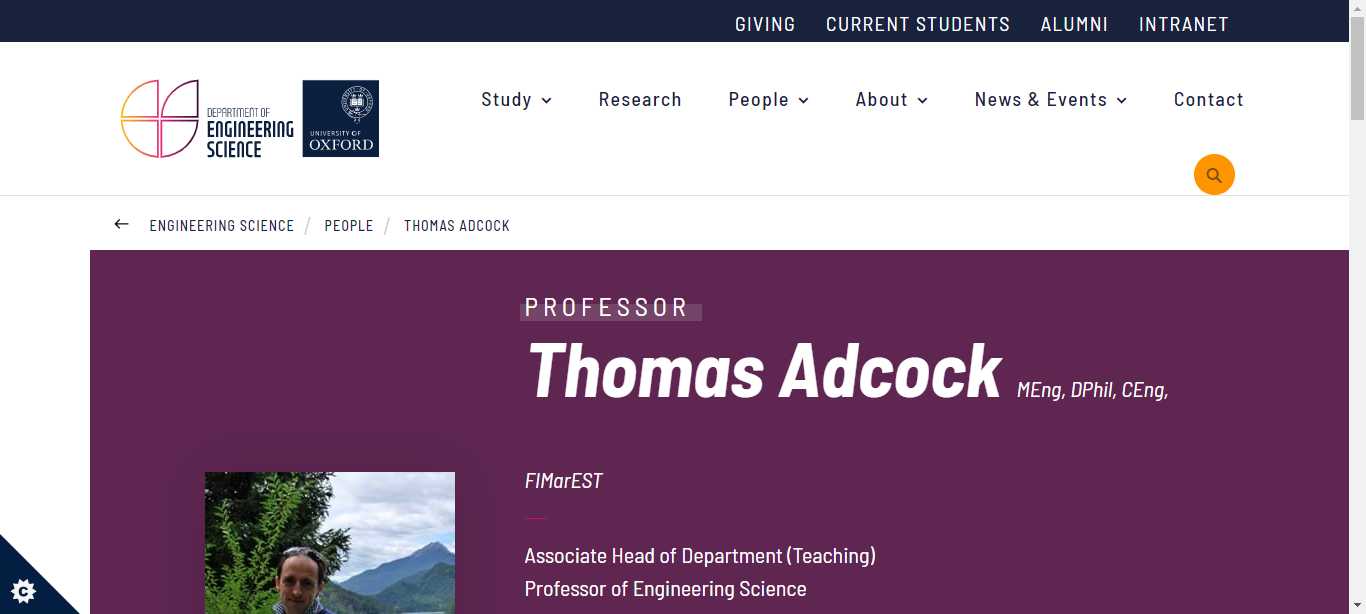 GIVING CURRENT STUDENTS ALUMNI INTRANET
DEPARTMENT OF
ENGINEERING
SCIENCE
UNIVERSITY OF
OXFORD
Study Research People About News & Events Contact
ENGINEERING SCIENCE / PEOPLE / THOMAS ADCOCK
PROFESSOR
Thomas Adcock MEng, DPhil, CEng,
FIMarEST
Associate Head of Department (Teaching)
Professor of Engineering Science
C